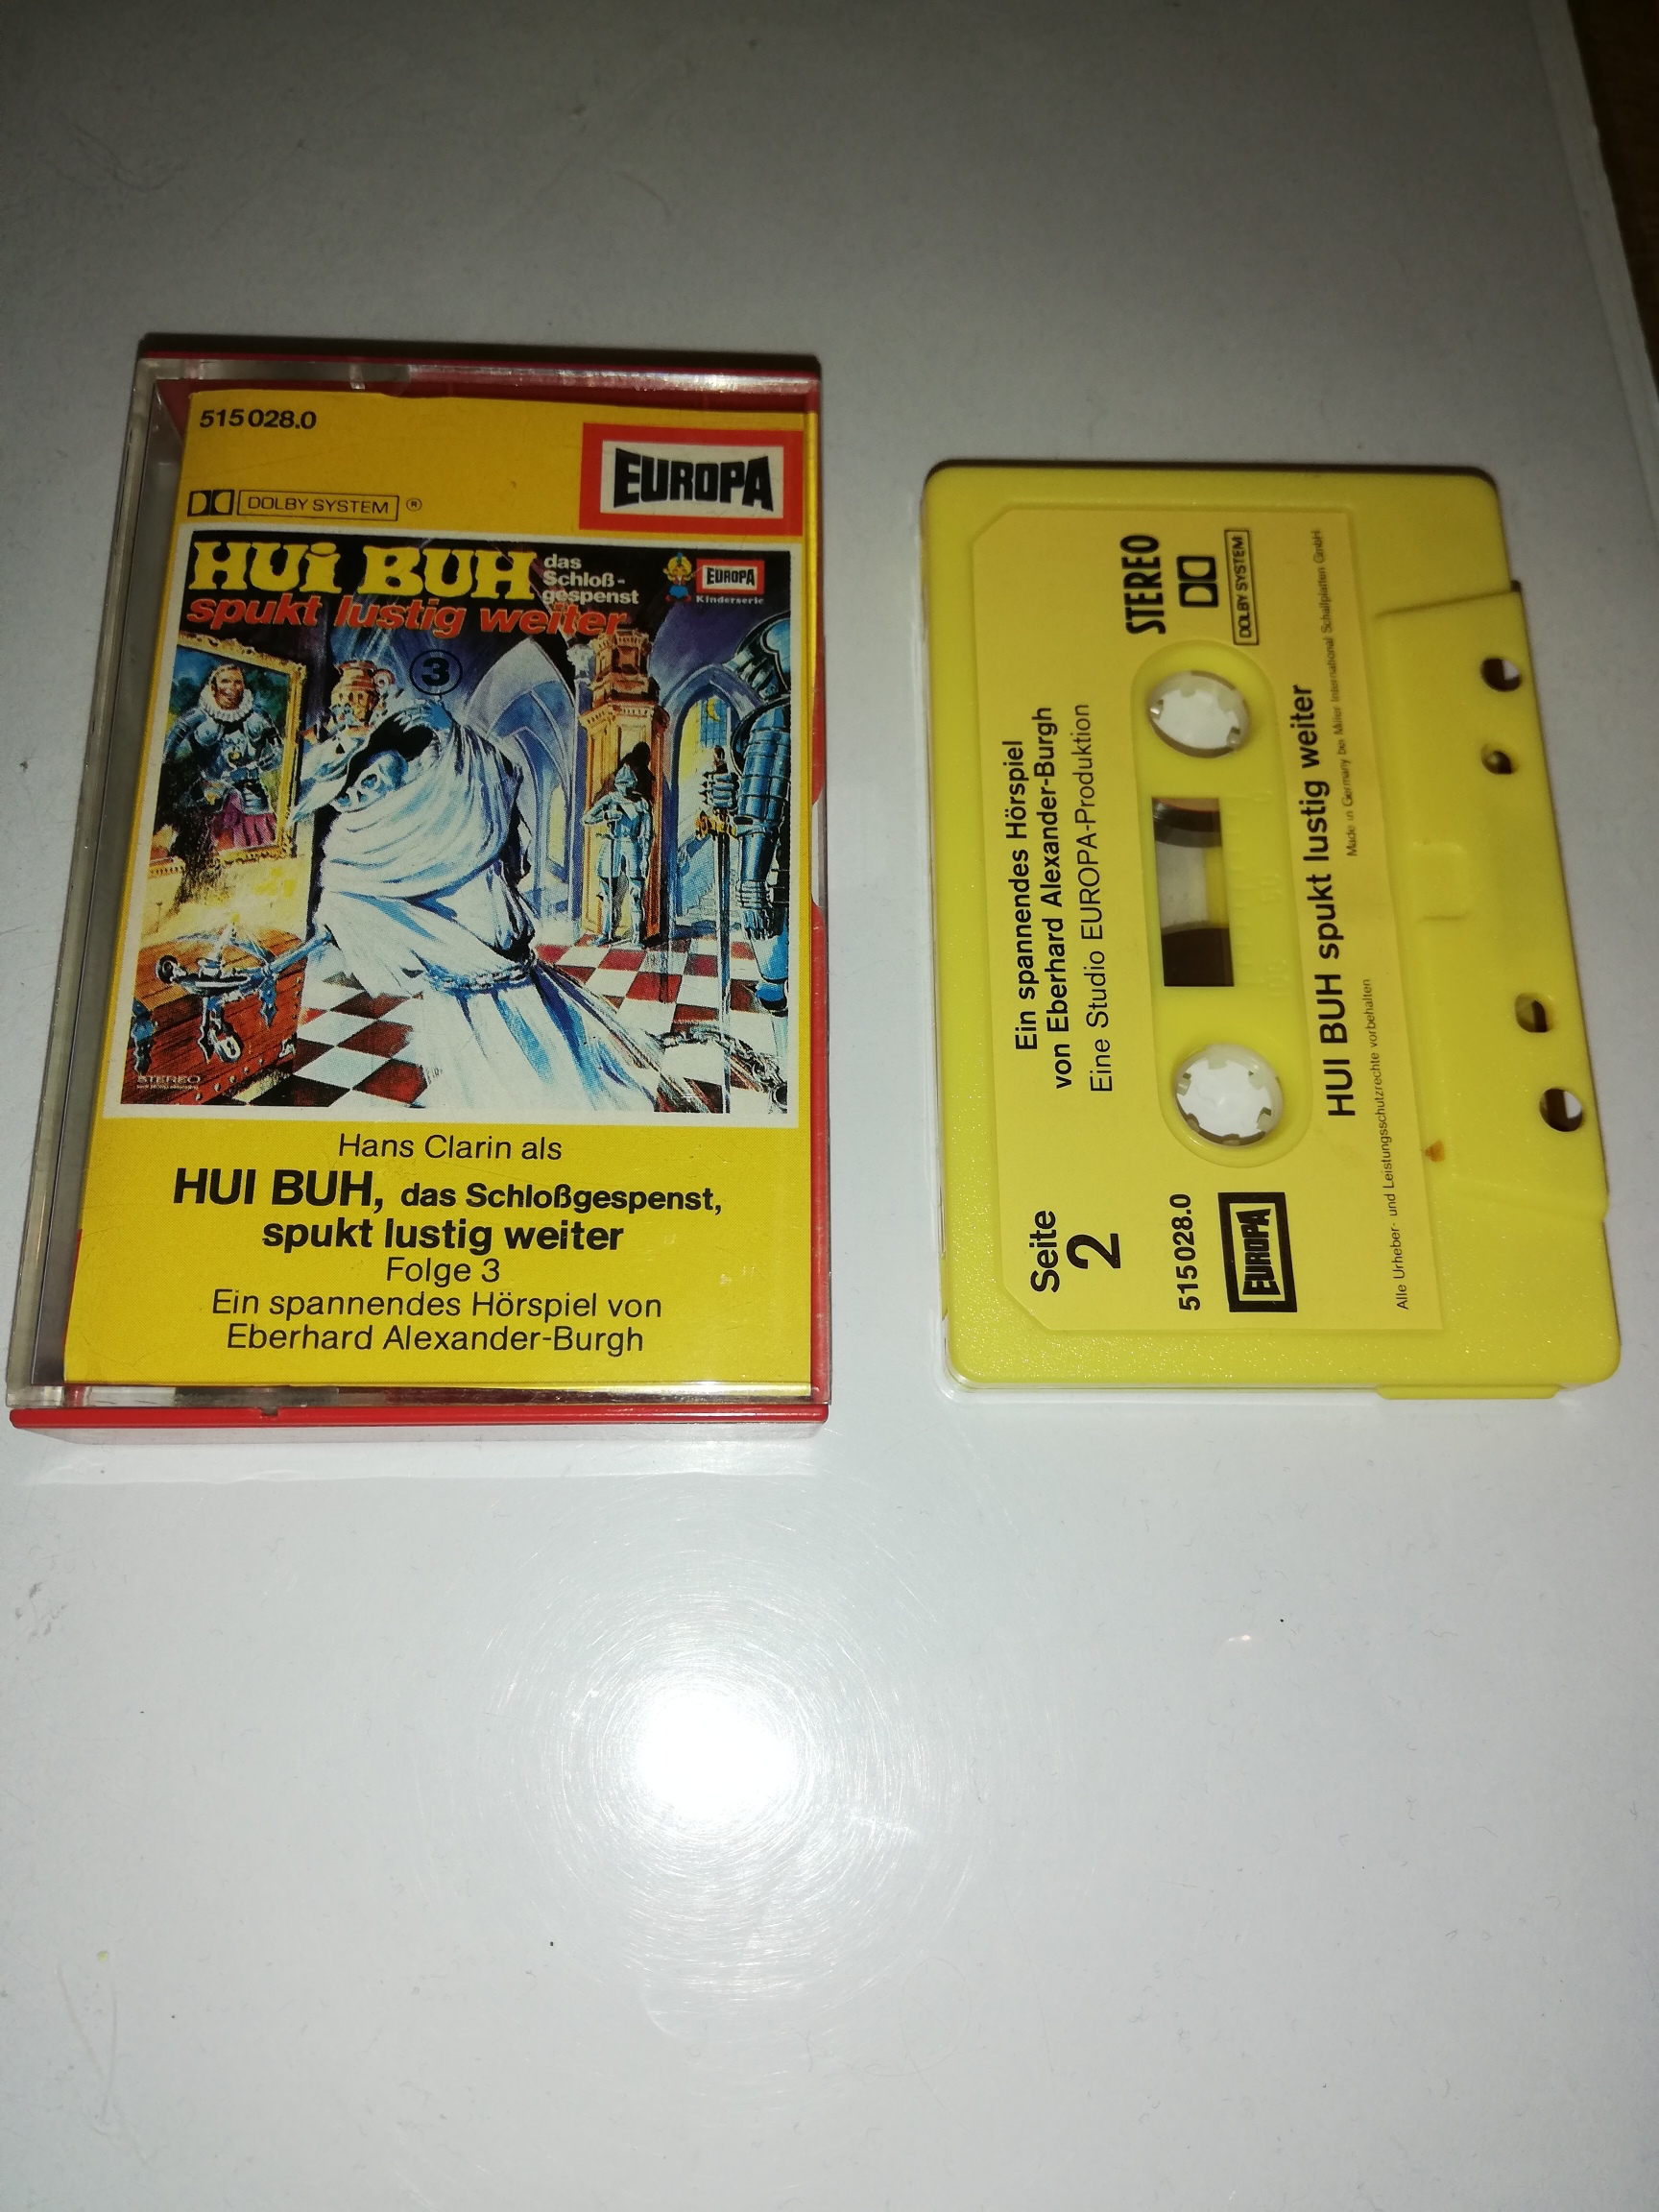 515 028.0
EUROPA
DOLBY SYSTEM ®
HUi BUH das
Schloß-
gespenst
EUROPA
Kinderserie
spukt lustig weiter
3
STEREO
Hans Clarin als
HUI BUH, das Schloßgespenst,
spukt lustig weiter
Folge 3
Ein spannendes Hörspiel von
Eberhard Alexander-Burgh
Ein spannendes Hörspiel
von Eberhard Alexander-Burgh
Eine Studio EUROPA-Produktion
Seite
2
STEREO
DOLBY SYSTEM
515 028.0
EUROPA
HUI BUH spukt lustig weiter
Made in Germany bei Miller International Schallplatten GmbH
Alle Urheber- und Leistungsschutzrechte vorbehalten